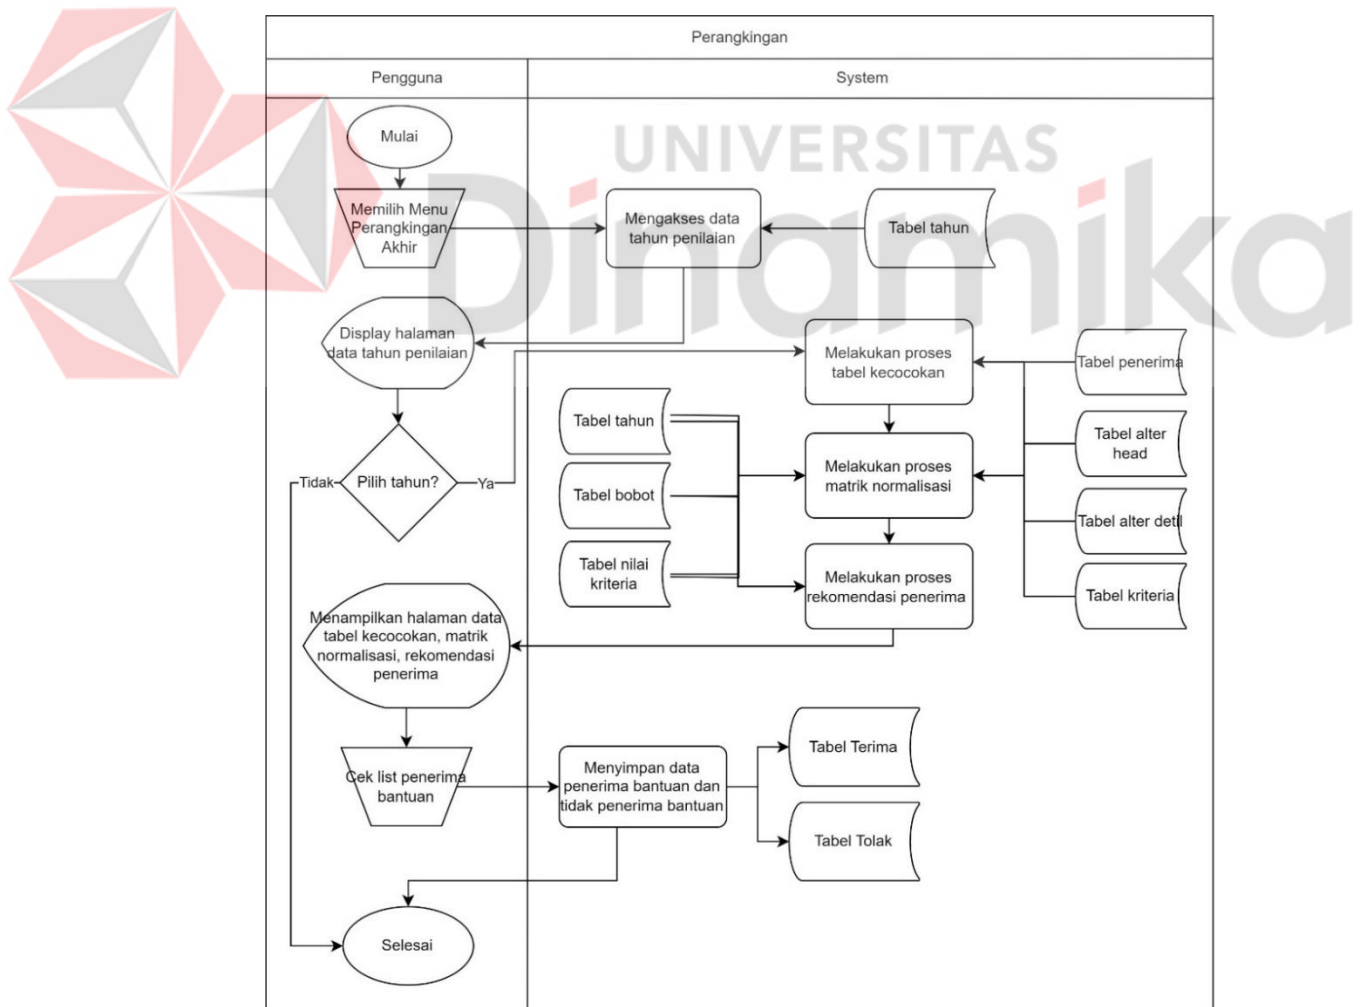 Perangkingan
Pengguna
System
Mulai
UNIVERSITAS
Dinamika
Memilih Menu
Perangkingan
Akhir
Mengakses data
tahun penilaian
Tabel tahun
Display halaman
data tahun penilaian
Melakukan proses
tabel kecocokan
Tabel penerima
Tabel tahun
Tabel alter
head
Tidak
Pilih tahun?
Ya
Melakukan proses
matrik normalisasi
Tabel bobot
Tabel alter detil
Tabel nilai
kriteria
Melakukan proses
rekomendasi penerima
Tabel kriteria
Menampilkan halaman data
tabel kecocokan, matrik
normalisasi, rekomendasi
penerima
Cek list penerima
bantuan
Menyimpan data
penerima bantuan dan
tidak penerima bantuan
Tabel Terima
Tabel Tolak
Selesai